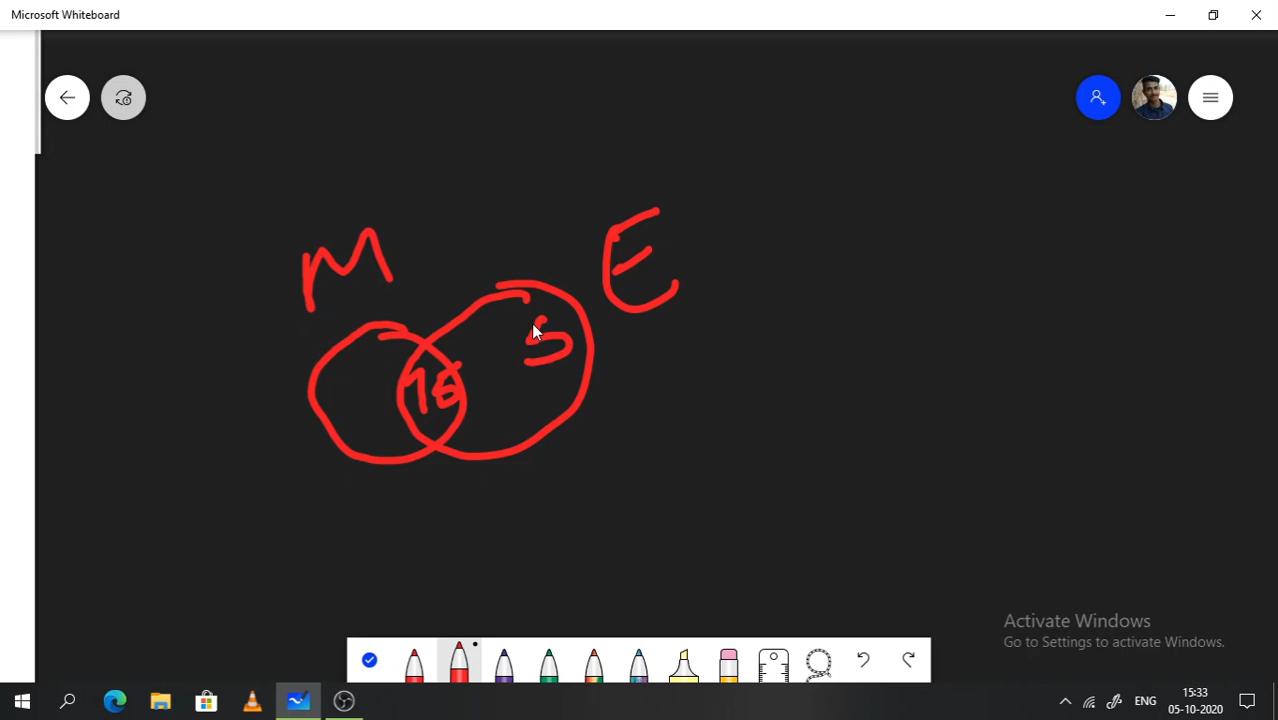 Microsoft Whiteboard
M
E
5
15
Activate Windows
Go to Settings to activate Windows.
ENG
15:33
05-10-2020